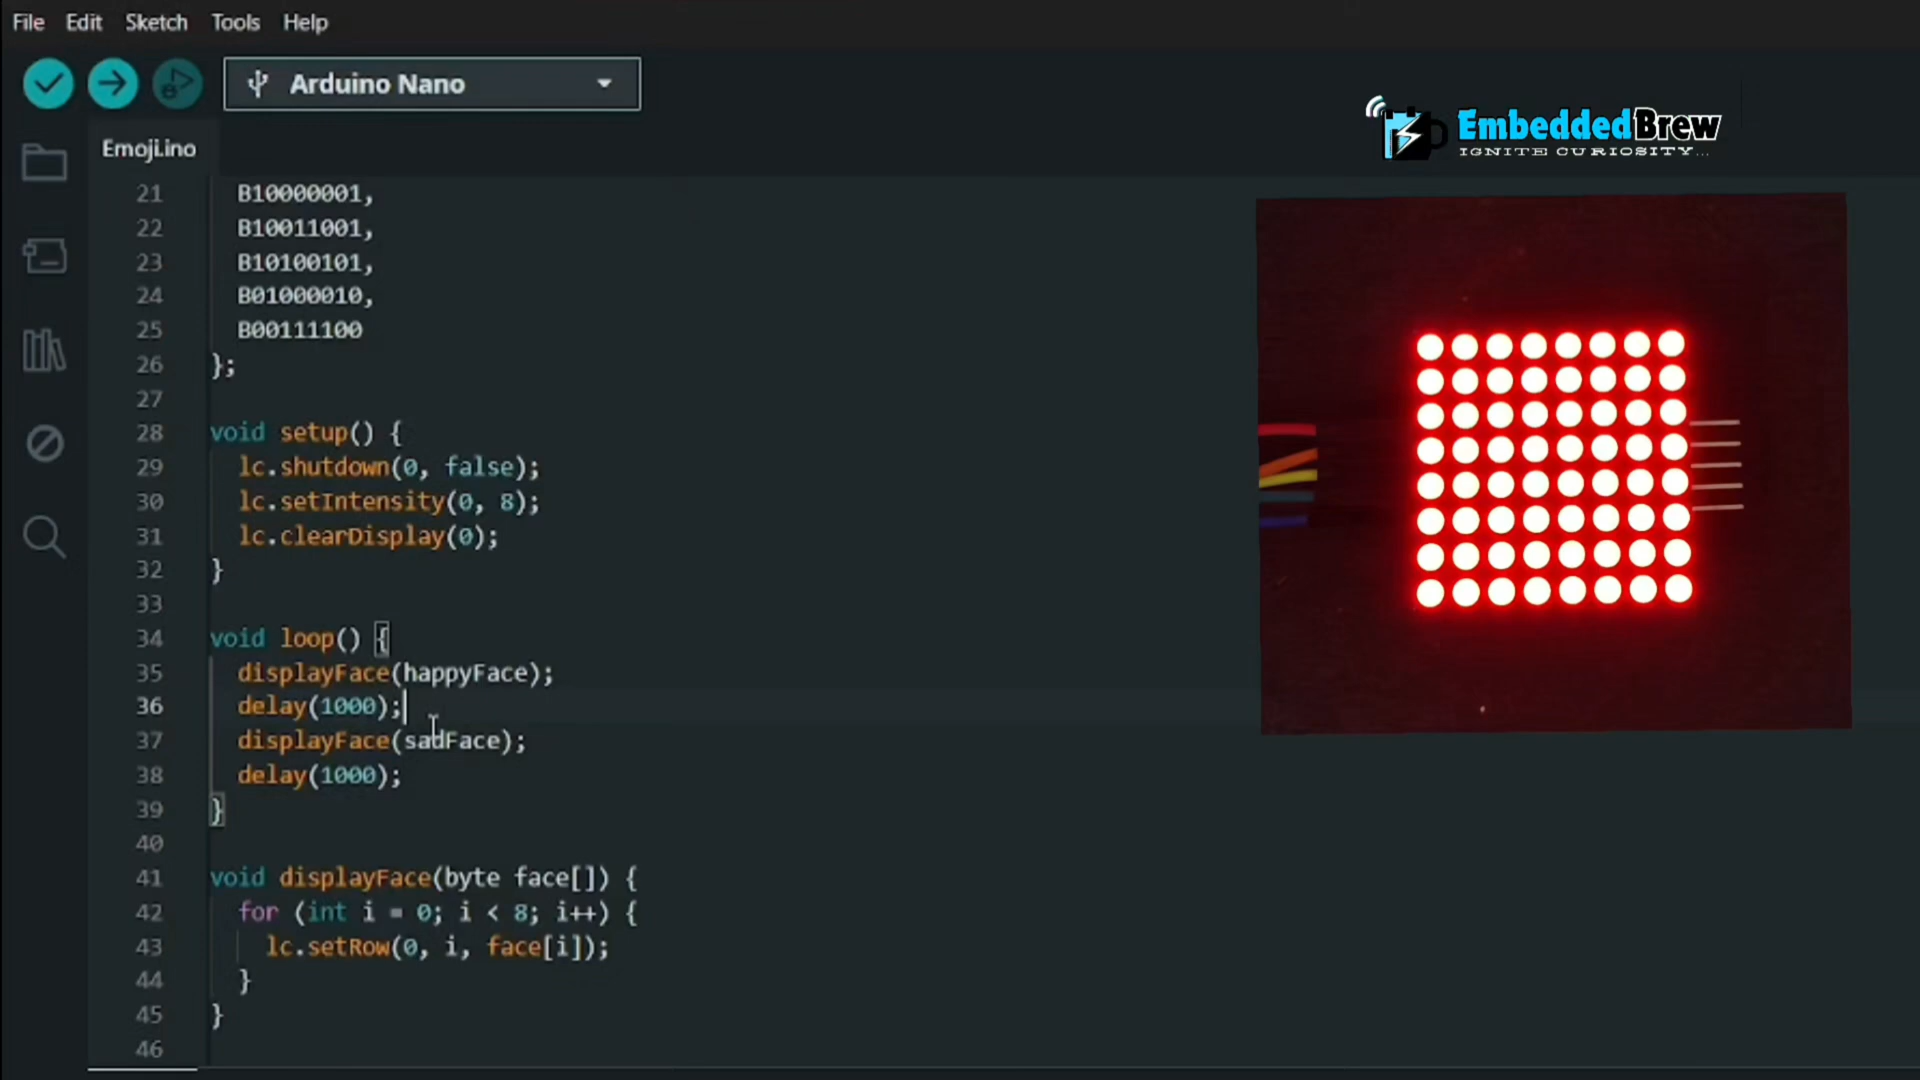 File Edit Sketch Tools Help
Arduino Nano
EmbeddedBrew
IGNITE CURIOSITY...
Emoji.ino
21 B10000001,
22 B10011001,
23 B10100101,
24 B01000010,
25 B00111100
26 };
27
28 void setup() {
29 lc.shutdown(0, false);
30 lc.setIntensity(0, 8);
31 lc.clearDisplay(0);
32 }
33
34 void loop() {
35 displayFace(happyFace);
36 delay(1000);
37 displayFace(sadFace);
38 delay(1000);
39 }
40
41 void displayFace(byte face[]) {
42 for (int i = 0; i < 8; i++) {
43 lc.setRow(0, i, face[i]);
44 }
45 }
46